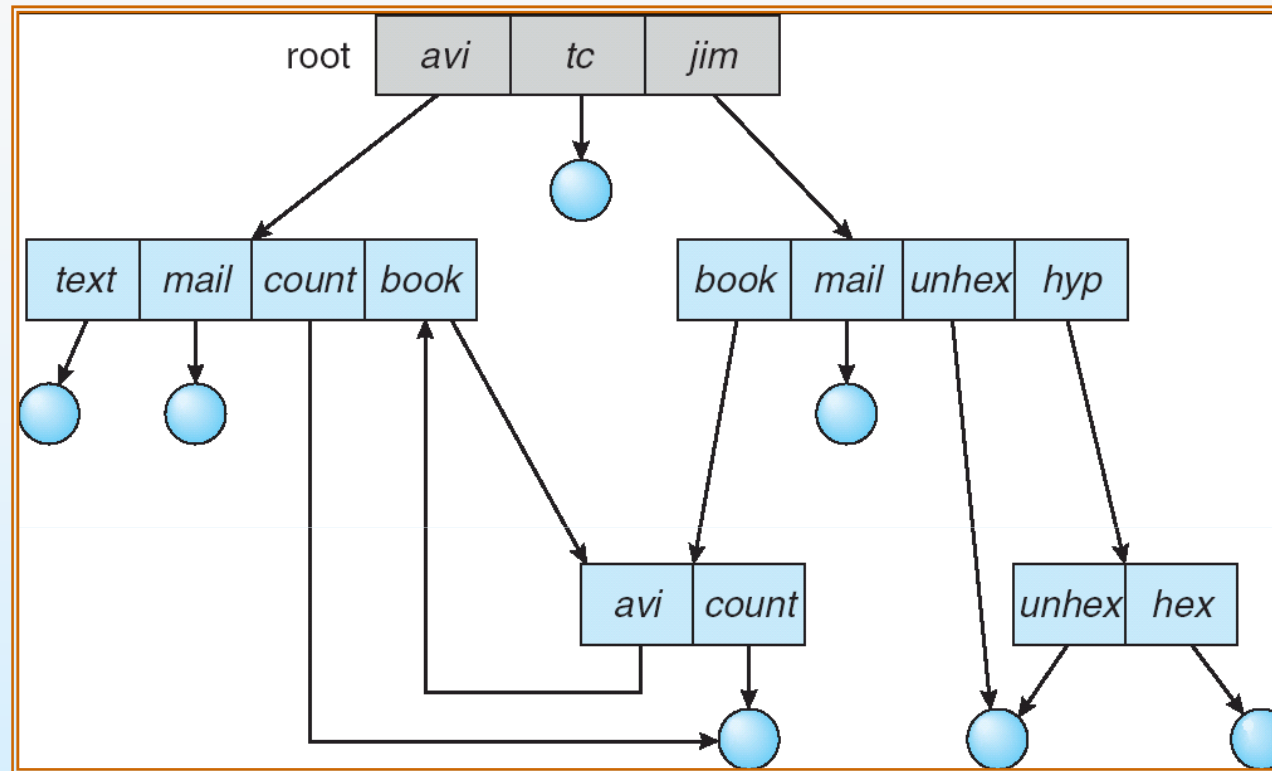 root avi tc jim
text mail count book
book mail unhex hyp
avi count
unhex hex